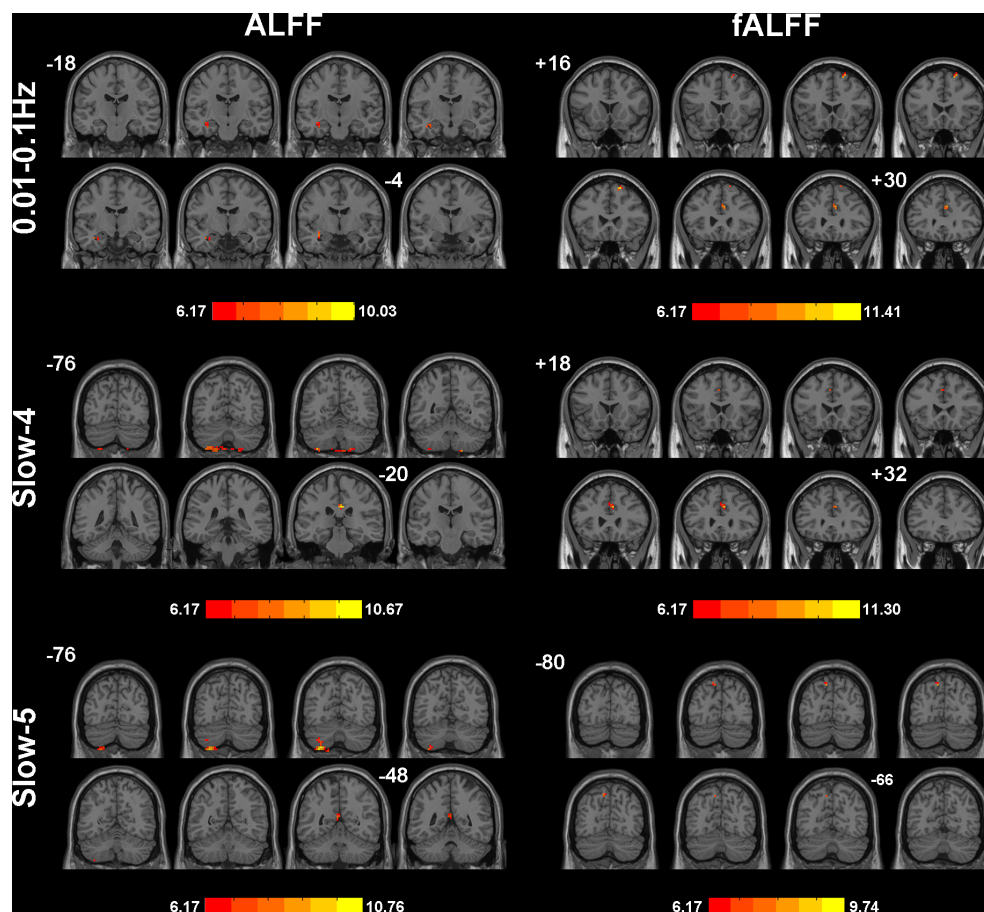 ALFF fALFF
0.01-0.1Hz
-18 +16
-4 +30
6.17 10.03 6.17 11.41
Slow-4
-76 +18
-20 +32
6.17 10.67 6.17 11.30
Slow-5
-76 -80
-48 -66
6.17 10.76 6.17 9.74